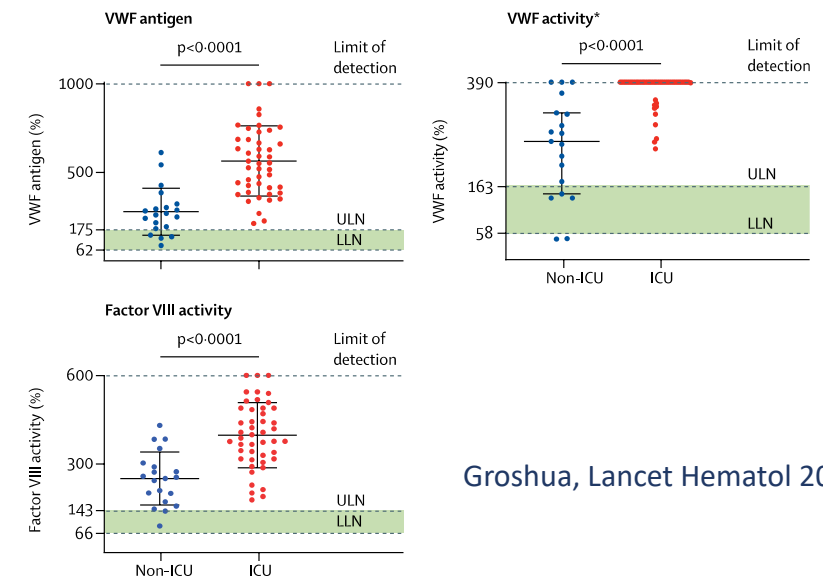 VWF antigen
p<0·0001
Limit of
detection
1000
500
175
62
VWF antigen (%)
ULN
LLN
VWF activity*
p<0·0001
Limit of
detection
390
163
58
VWF activity (%)
ULN
LLN
Non-ICU
ICU
Factor VIII activity
p<0·0001
Limit of
detection
600
300
143
66
Factor VIII activity (%)
ULN
LLN
Non-ICU
ICU
Groshua, Lancet Hematol 20